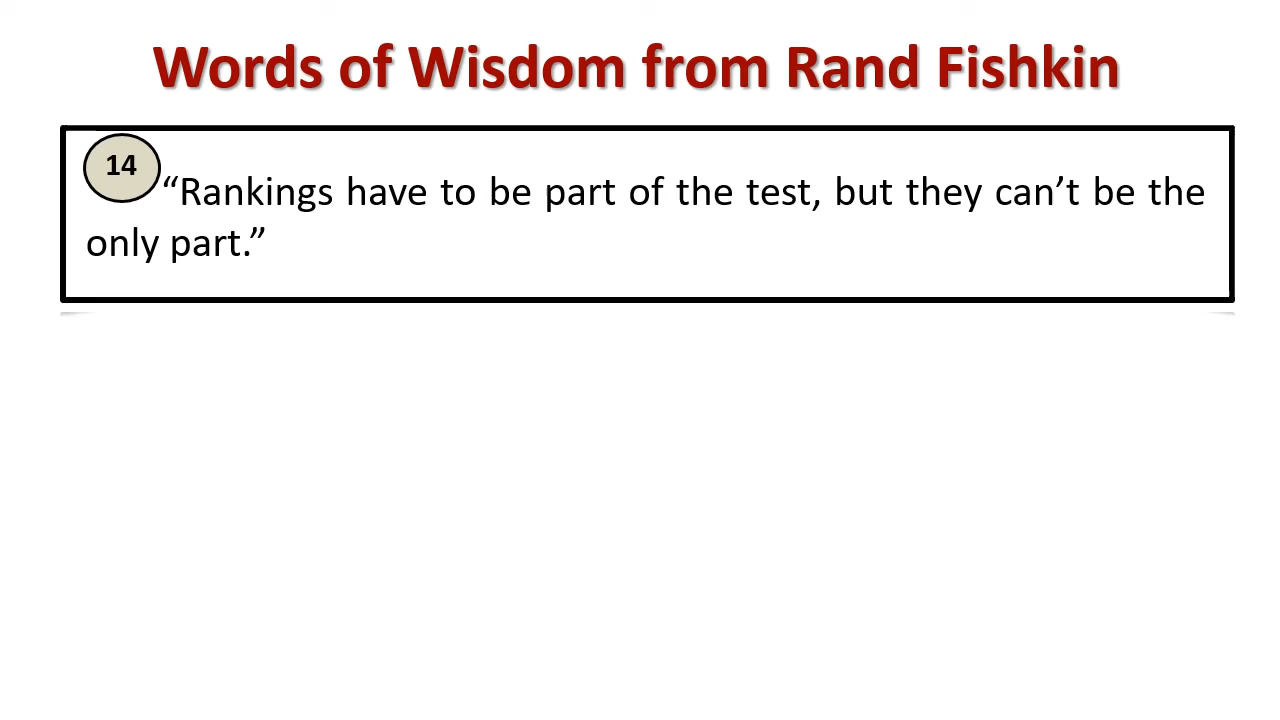 Words of Wisdom from Rand Fishkin
14
“Rankings have to be part of the test, but they can’t be the
only part.”